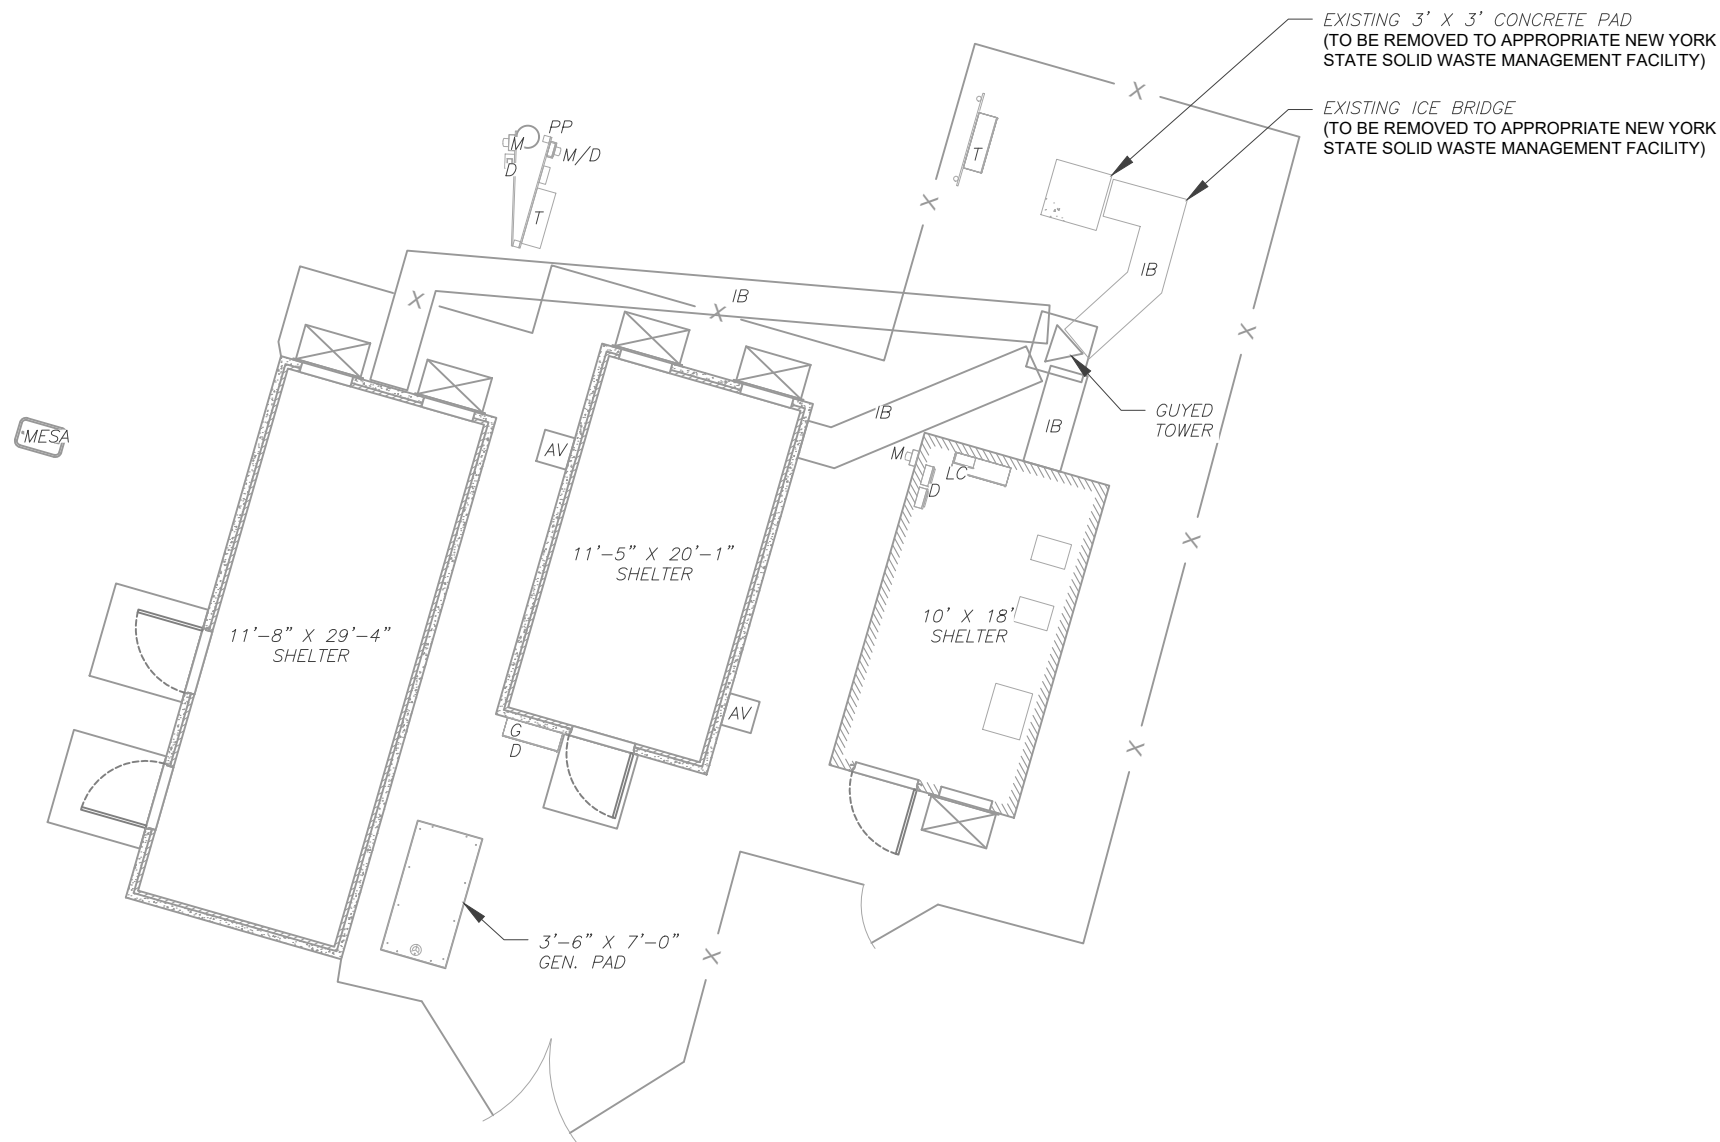 EXISTING 3' X 3' CONCRETE PAD
(TO BE REMOVED TO APPROPRIATE NEW YORK
STATE SOLID WASTE MANAGEMENT FACILITY)
EXISTING ICE BRIDGE
(TO BE REMOVED TO APPROPRIATE NEW YORK
STATE SOLID WASTE MANAGEMENT FACILITY)
X
PP
M
M/D
D
T
T
X
IB
X
IB
X
X
IB
GUYED
TOWER
IB
MESA
AV
M
LC
D
X
11'-5" X 20'-1"
SHELTER
10' X 18'
SHELTER
11'-8" X 29'-4"
SHELTER
AV
G
D
X
3'-6" X 7'-0"
GEN. PAD
X